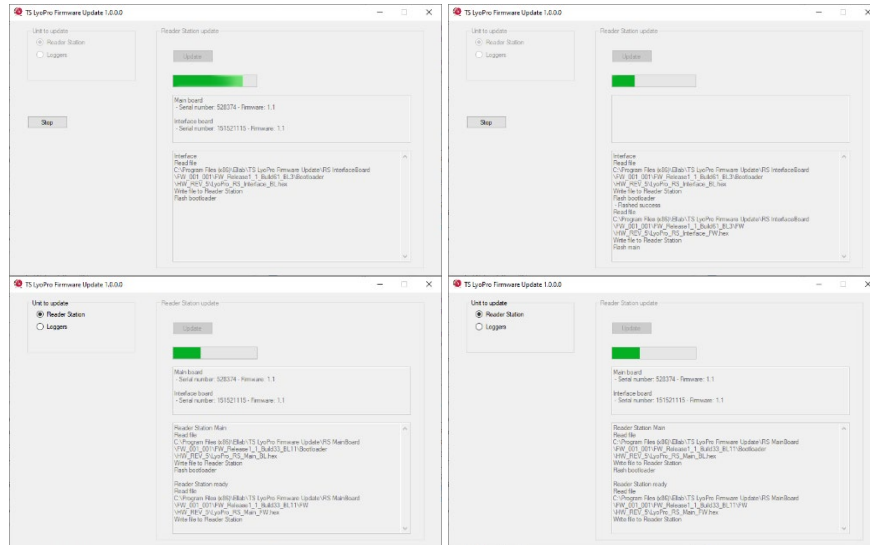 TS LyoPro Firmware Update 1.0.0.0
Unit to update
Reader Station
Loggers
Stop
Reader Station update
Update
Main board
- Serial number: 528374 - Firmware: 1.1
Interface board
- Serial number: 151521115 - Firmware: 1.1
Interface
Read file
C:\Program Files (x86)\Ellab\TS LyoPro Firmware Update\RS InterfaceBoard
\FW_001_001\FW_Release1_1_Build61_BL3\Bootloader
\HW_REV_5\LyoPro_RS_Interface_BL.hex
Write file to Reader Station
Flash bootloader
TS LyoPro Firmware Update 1.0.0.0
Unit to update
Reader Station
Loggers
Stop
Reader Station update
Update
Interface
Read file
C:\Program Files (x86)\Ellab\TS LyoPro Firmware Update\RS InterfaceBoard
\FW_001_001\FW_Release1_1_Build61_BL3\Bootloader
\HW_REV_5\LyoPro_RS_Interface_BL.hex
Write file to Reader Station
Flash bootloader
- Flashed success
Read file
C:\Program Files (x86)\Ellab\TS LyoPro Firmware Update\RS InterfaceBoard
\FW_001_001\FW_Release1_1_Build61_BL3\FW
\HW_REV_5\LyoPro_RS_Interface_FW.hex
Write file to Reader Station
Flash main
TS LyoPro Firmware Update 1.0.0.0
Unit to update
Reader Station
Loggers
Reader Station update
Update
Main board
- Serial number: 528374 - Firmware: 1.1
Interface board
- Serial number: 151521115 - Firmware: 1.1
Reader Station Main
Read file
C:\Program Files (x86)\Ellab\TS LyoPro Firmware Update\RS MainBoard
\FW_001_001\FW_Release1_1_Build33_BL11\Bootloader
\HW_REV_5\LyoPro_RS_Main_BL.hex
Write file to Reader Station
Flash bootloader
Reader Station ready
Read file
C:\Program Files (x86)\Ellab\TS LyoPro Firmware Update\RS MainBoard
\FW_001_001\FW_Release1_1_Build33_BL11\FW
\HW_REV_5\LyoPro_RS_Main_FW.hex
Write file to Reader Station
TS LyoPro Firmware Update 1.0.0.0
Unit to update
Reader Station
Loggers
Reader Station update
Update
Main board
- Serial number: 528374 - Firmware: 1.1
Interface board
- Serial number: 151521115 - Firmware: 1.1
Reader Station Main
Read file
C:\Program Files (x86)\Ellab\TS LyoPro Firmware Update\RS MainBoard
\FW_001_001\FW_Release1_1_Build33_BL11\Bootloader
\HW_REV_5\LyoPro_RS_Main_BL.hex
Write file to Reader Station
Flash bootloader
Reader Station ready
Read file
C:\Program Files (x86)\Ellab\TS LyoPro Firmware Update\RS MainBoard
\FW_001_001\FW_Release1_1_Build33_BL11\FW
\HW_REV_5\LyoPro_RS_Main_FW.hex
Write file to Reader Station